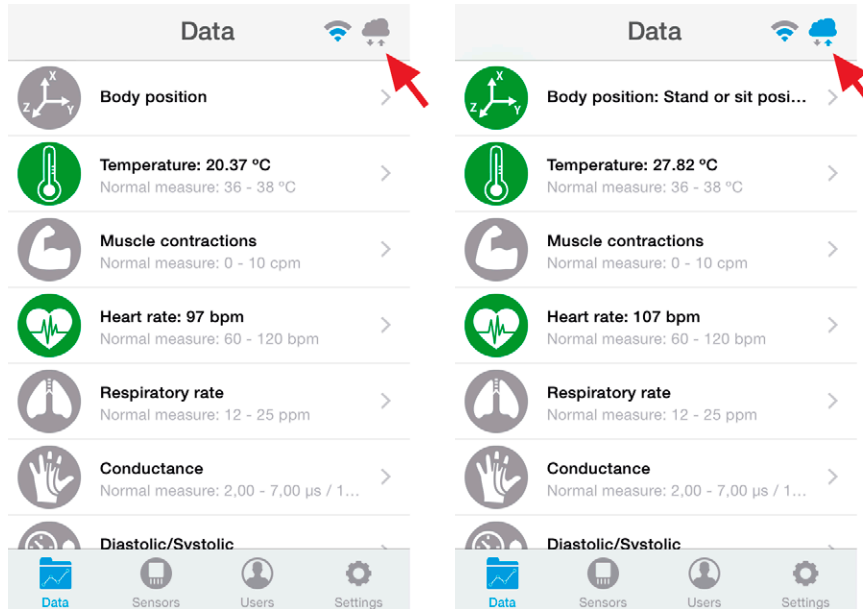 Data
X
Z
Y
Body position
Temperature: 20.37 ºC
Normal measure: 36 - 38 ºC
Muscle contractions
Normal measure: 0 - 10 cpm
Heart rate: 97 bpm
Normal measure: 60 - 120 bpm
Respiratory rate
Normal measure: 12 - 25 ppm
Conductance
Normal measure: 2,00 - 7,00 µs / 1...
Diastolic/Systolic
Data
Sensors
Users
Settings
Data
X
Z
Y
Body position: Stand or sit posi...
Temperature: 27.82 ºC
Normal measure: 36 - 38 ºC
Muscle contractions
Normal measure: 0 - 10 cpm
Heart rate: 107 bpm
Normal measure: 60 - 120 bpm
Respiratory rate
Normal measure: 12 - 25 ppm
Conductance
Normal measure: 2,00 - 7,00 µs / 1...
Diastolic/Systolic
Data
Sensors
Users
Settings